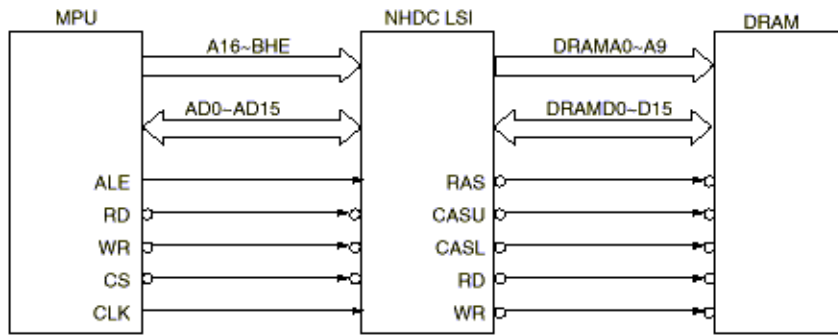 MPU
NHDC LSI
DRAM
A16~BHE
DRAMA0~A9
AD0~AD15
DRAMD0~D15
ALE
RAS
RD
CASU
WR
CASL
CS
RD
CLK
WR